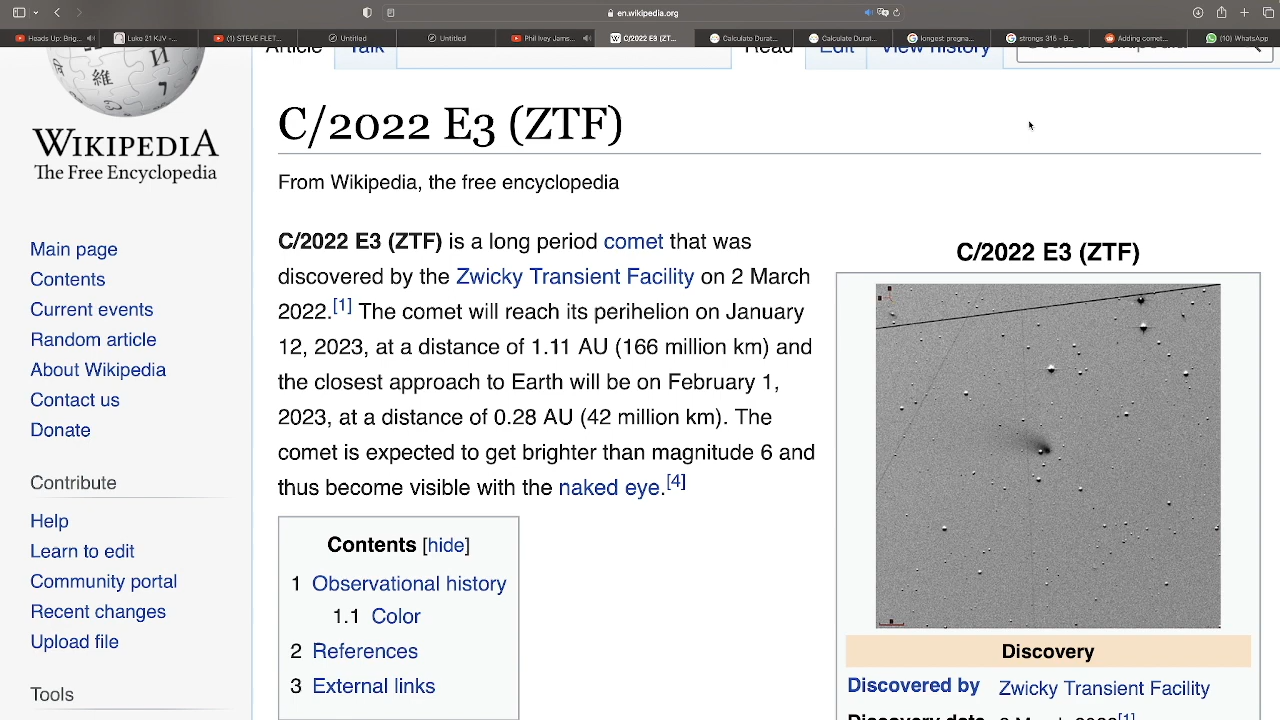 en.wikipedia.org
Heads Up: Brig...
Luke 21 KJV -...
(1) STEVE FLET...
Untitled
Untitled
Phil Ivey Jams...
C/2022 E3 (ZT...
Calculate Durat...
Calculate Durat...
longest pregna...
strongs 315 - B...
Adding comet...
(10) WhatsApp
Article Talk Read Edit View history Search Wikipedia
WIKIPEDIA
The Free Encyclopedia
Main page
Contents
Current events
Random article
About Wikipedia
Contact us
Donate
Contribute
Help
Learn to edit
Community portal
Recent changes
Upload file
Tools
C/2022 E3 (ZTF)
From Wikipedia, the free encyclopedia
C/2022 E3 (ZTF) is a long period comet that was
discovered by the Zwicky Transient Facility on 2 March
2022.[1] The comet will reach its perihelion on January
12, 2023, at a distance of 1.11 AU (166 million km) and
the closest approach to Earth will be on February 1,
2023, at a distance of 0.28 AU (42 million km). The
comet is expected to get brighter than magnitude 6 and
thus become visible with the naked eye.[4]
Contents [hide]
1 Observational history
1.1 Color
2 References
3 External links
C/2022 E3 (ZTF)
Discovery
Discovered by Zwicky Transient Facility
Discovery date 2 March 2022[1]